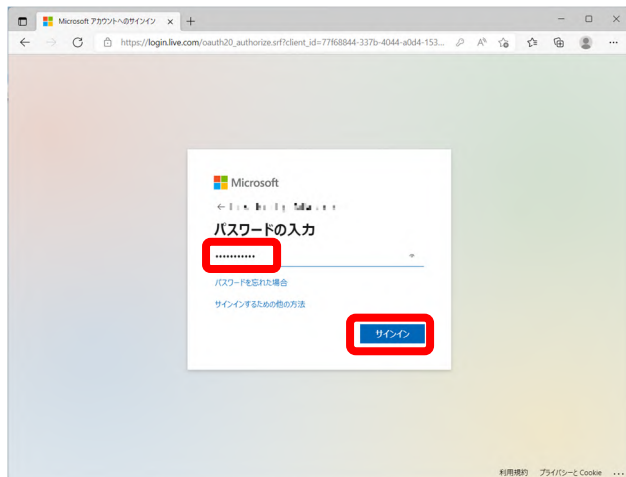 Microsoft アカウントへのサインイン
https://login.live.com/oauth20_authorize.srf?client_id=77f68844-337b-4044-a0d4-153...
Microsoft
パスワードの入力
•••••••••••
パスワードを忘れた場合
サインインするための他の方法
サインイン
利用規約 プライバシーと Cookie ...